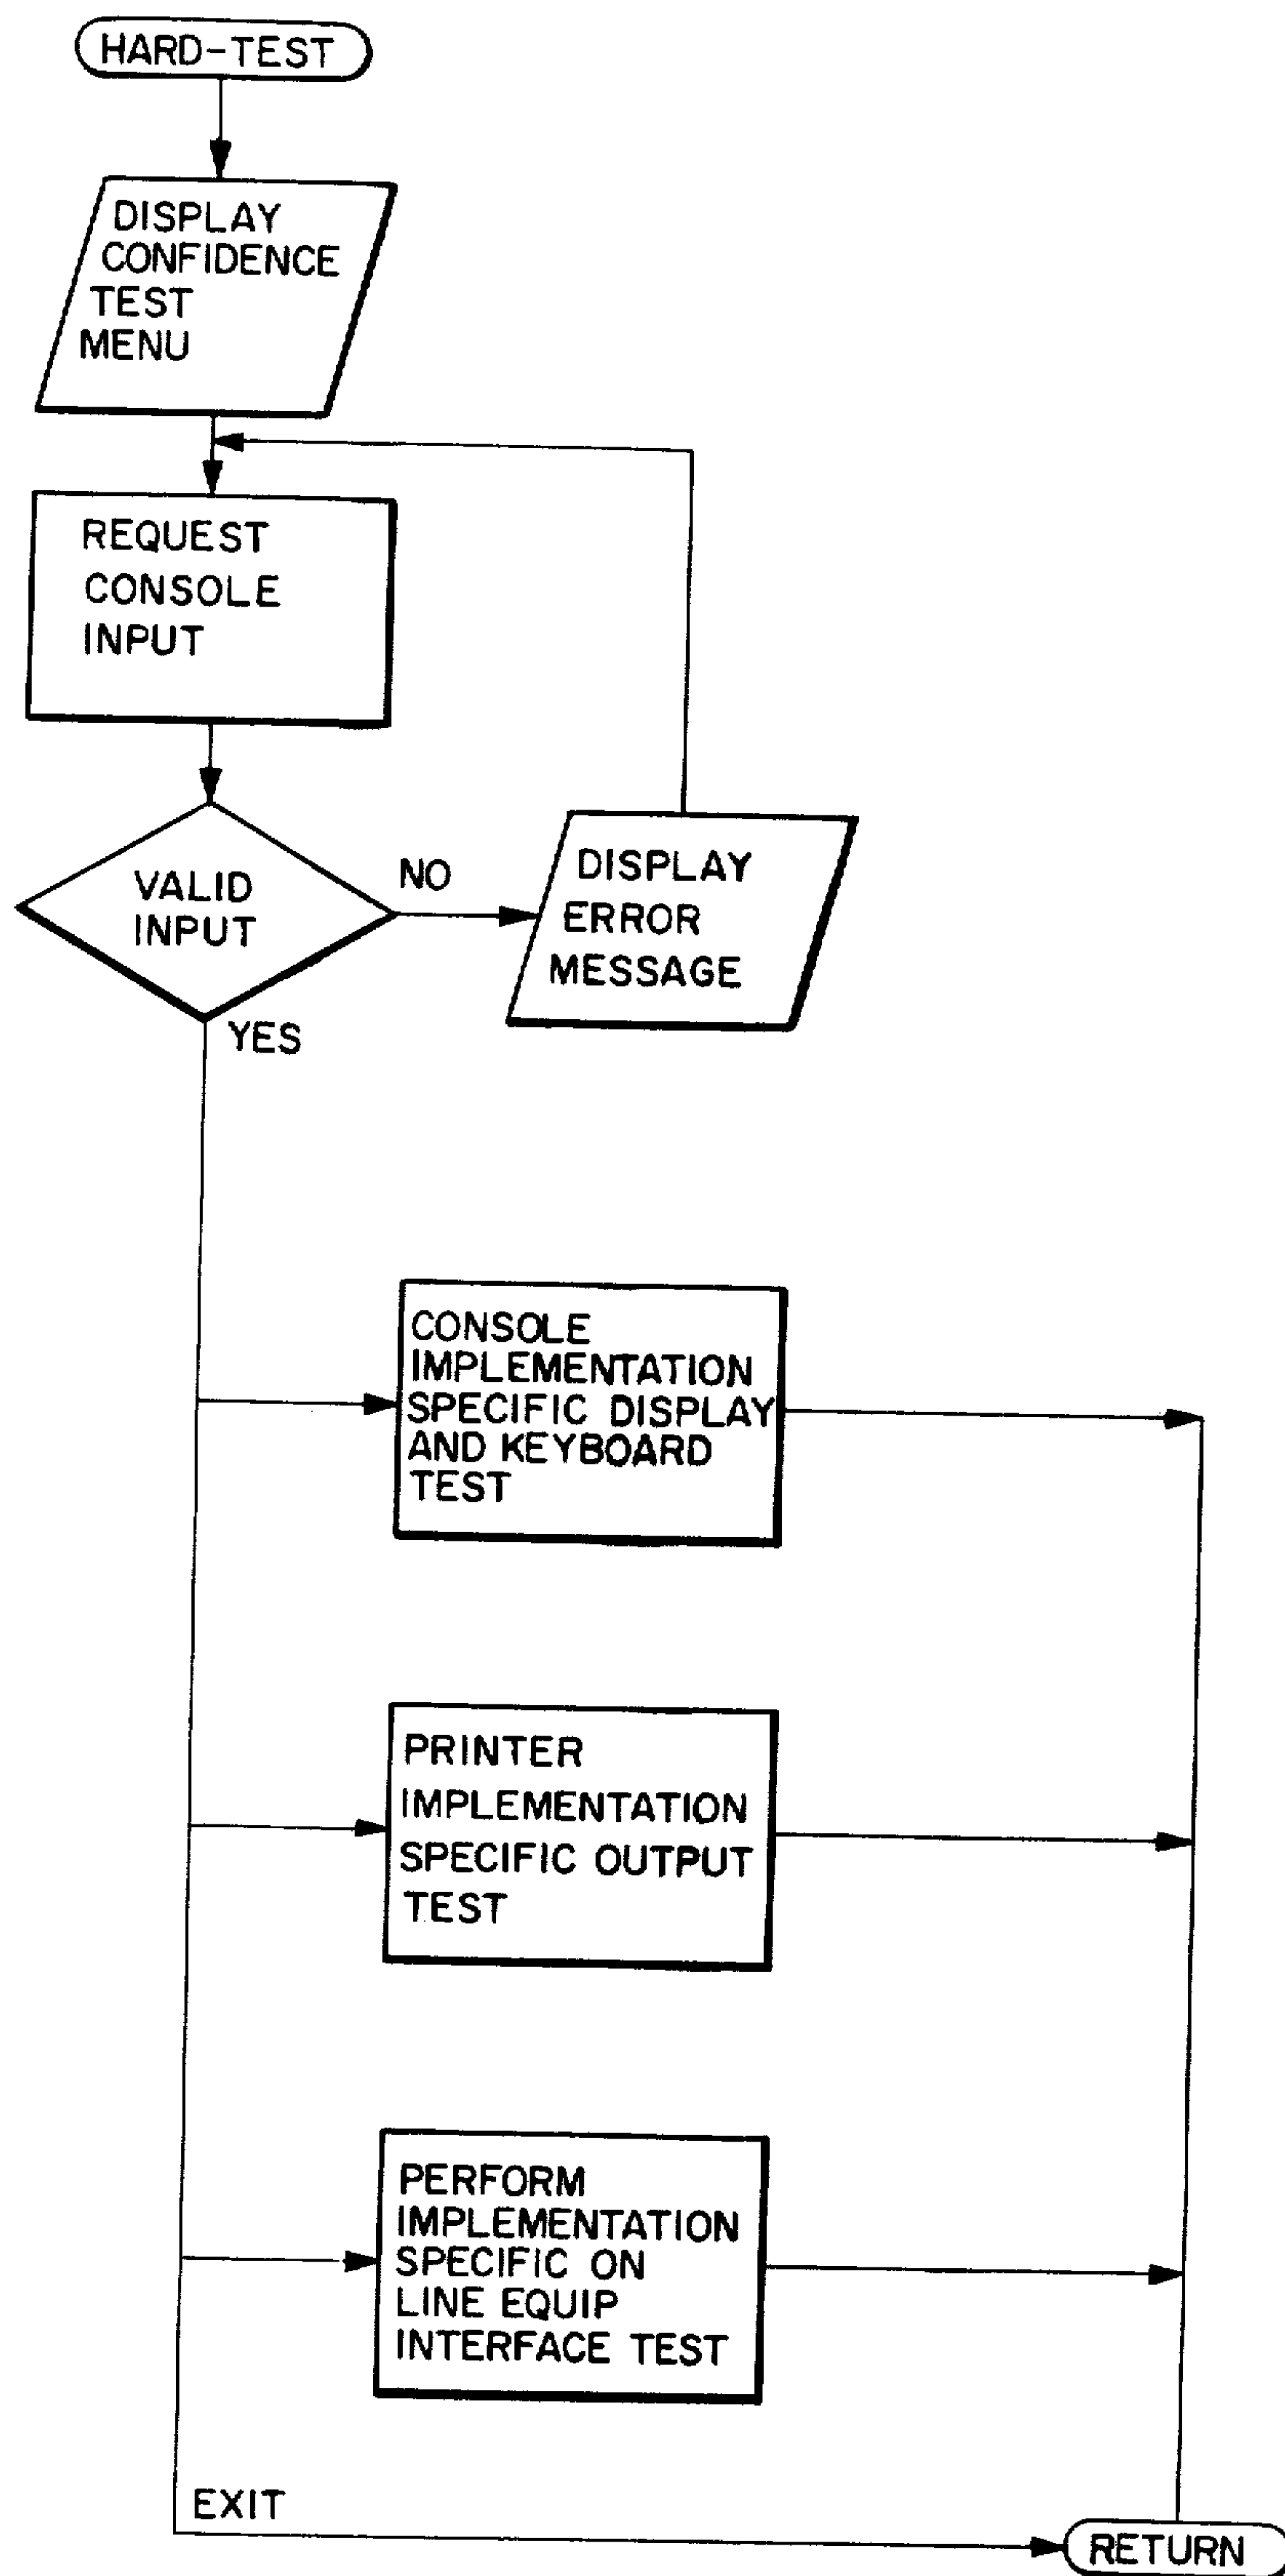 HARD-TEST
DISPLAY
CONFIDENCE
TEST
MENU
REQUEST
CONSOLE
INPUT
VALID
INPUT
NO
DISPLAY
ERROR
MESSAGE
YES
CONSOLE
IMPLEMENTATION
SPECIFIC DISPLAY
AND KEYBOARD
TEST
PRINTER
IMPLEMENTATION
SPECIFIC OUTPUT
TEST
PERFORM
IMPLEMENTATION
SPECIFIC ON
LINE EQUIP
INTERFACE TEST
EXIT
RETURN